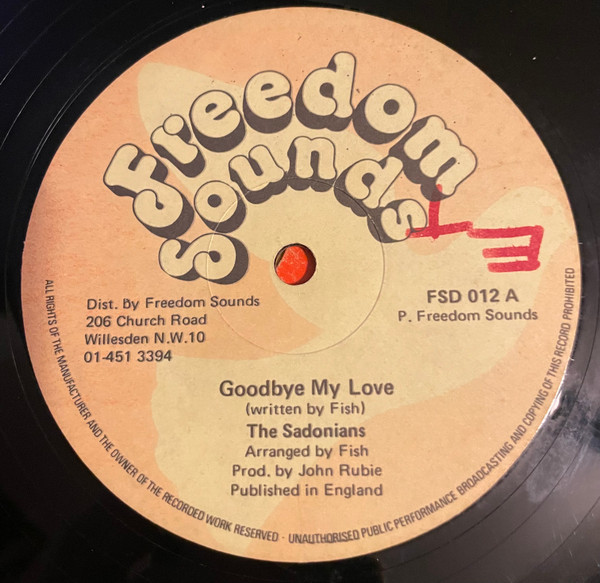 Freedom
Sounds
T E
Dist. By Freedom Sounds
206 Church Road
Willesden N.W.10
01-451 3394
FSD 012 A
P. Freedom Sounds
Goodbye My Love
(written by Fish)
The Sadonians
Arranged by Fish
Prod. by John Rubie
Published in England
ALL RIGHTS OF THE MANUFACTURER AND THE OWNER OF THE RECORDED WORK RESERVED - UNAUTHORISED PUBLIC PERFORMANCE BROADCASTING AND COPYING OF THIS RECORD PROHIBITED